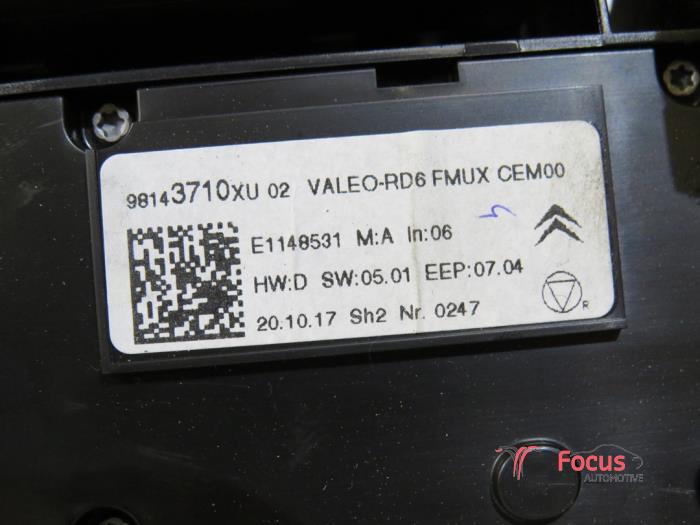 98143710XU 02 VALEO-RD6 FMUX CEM00
E1148531 M:A In:06
HW:D SW:05.01 EEP:07.04
20.10.17 Sh2 Nr. 0247
R
Focus
AUTOMOTIVE